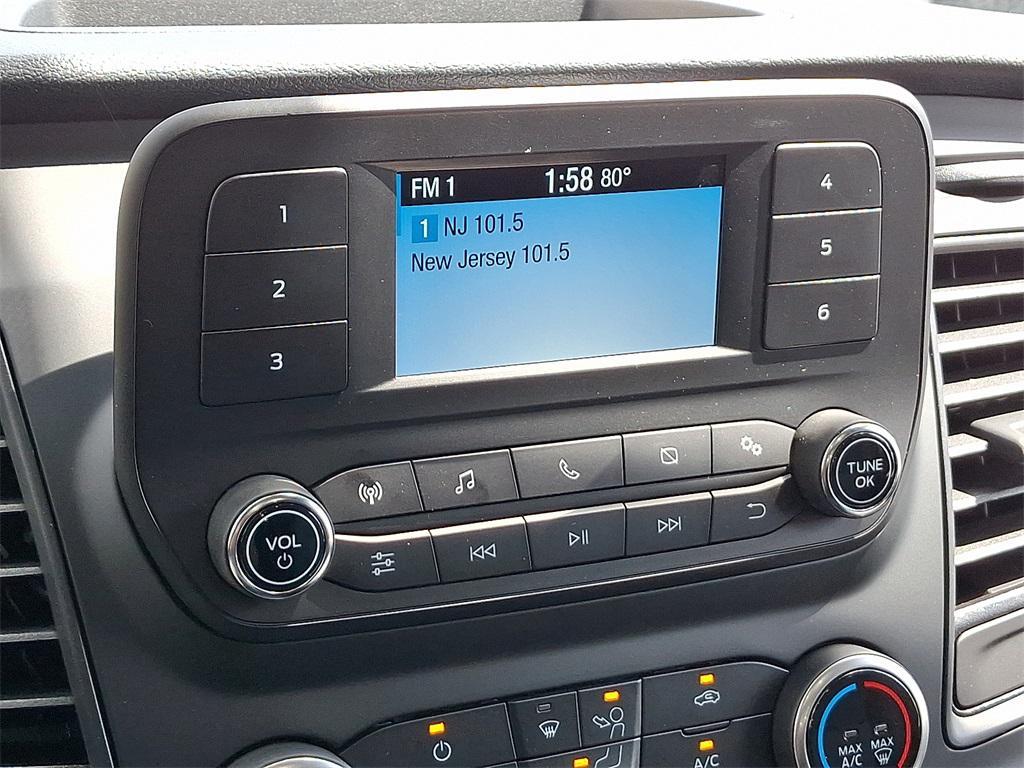 FM 1 1:58 80°
1 NJ 101.5
New Jersey 101.5
1
2
3
4
5
6
VOL
TUNE
OK
A/C
MAX
A/C
MAX